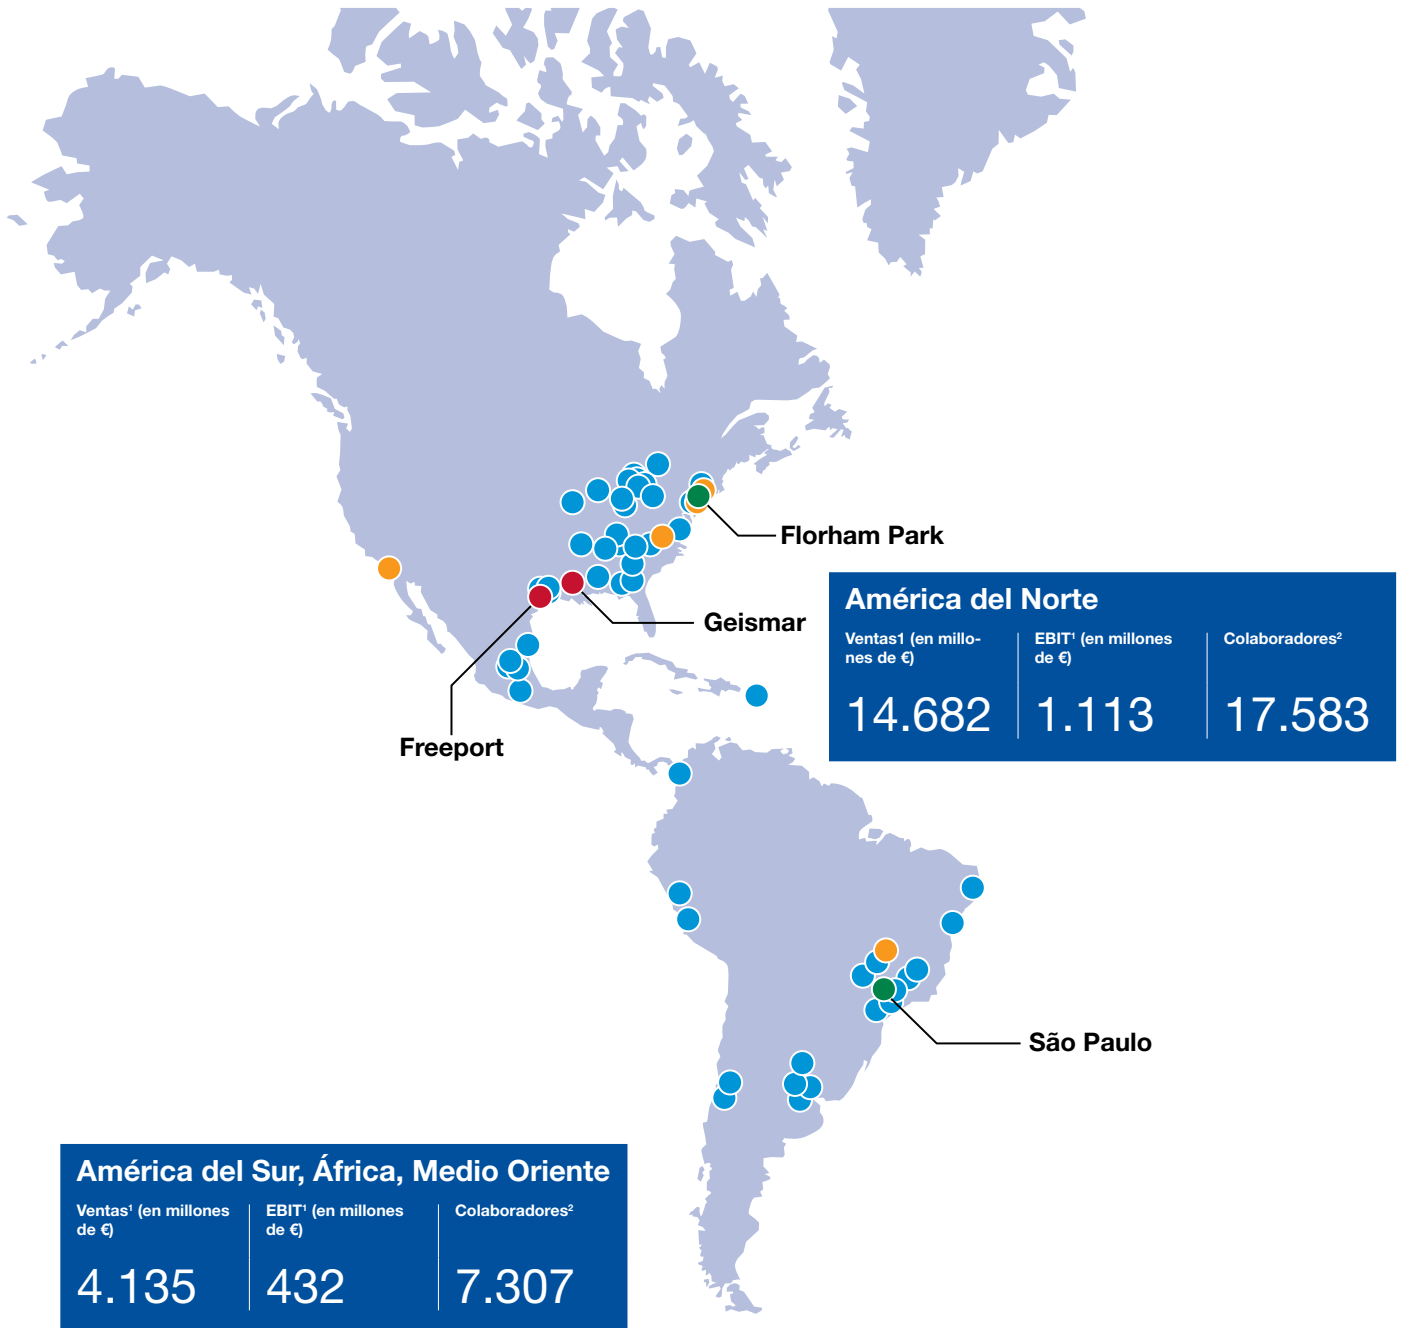 Florham Park
Geismar
Freeport
América del Norte
Ventas1 (en millo-
nes de €)
EBIT¹ (en millones
de €)
Colaboradores²
14.682
1.113
17.583
São Paulo
América del Sur, África, Medio Oriente
Ventas¹ (en millones
de €)
EBIT¹ (en millones
de €)
Colaboradores²
4.135
432
7.307